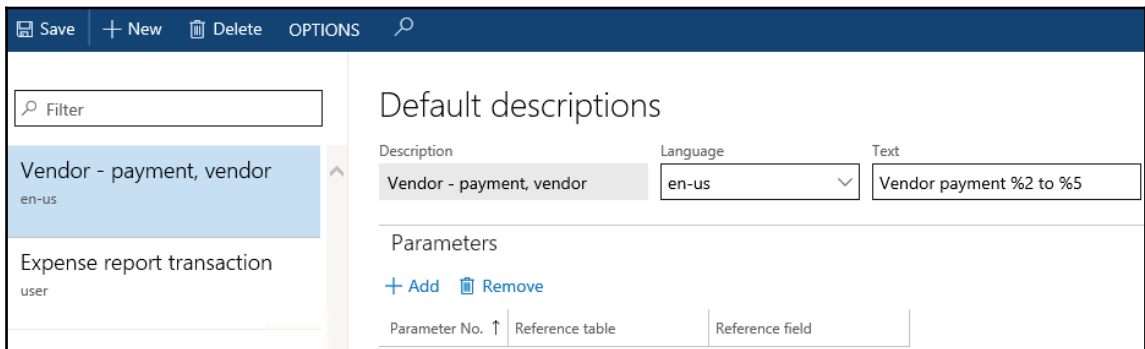 Save New Delete OPTIONS
Filter
Default descriptions
Description Language Text
Vendor - payment, vendor en-us Vendor payment %2 to %5
Vendor - payment, vendor
en-us
Parameters
Expense report transaction
user
Add Remove
Parameter No. ↑ Reference table Reference field